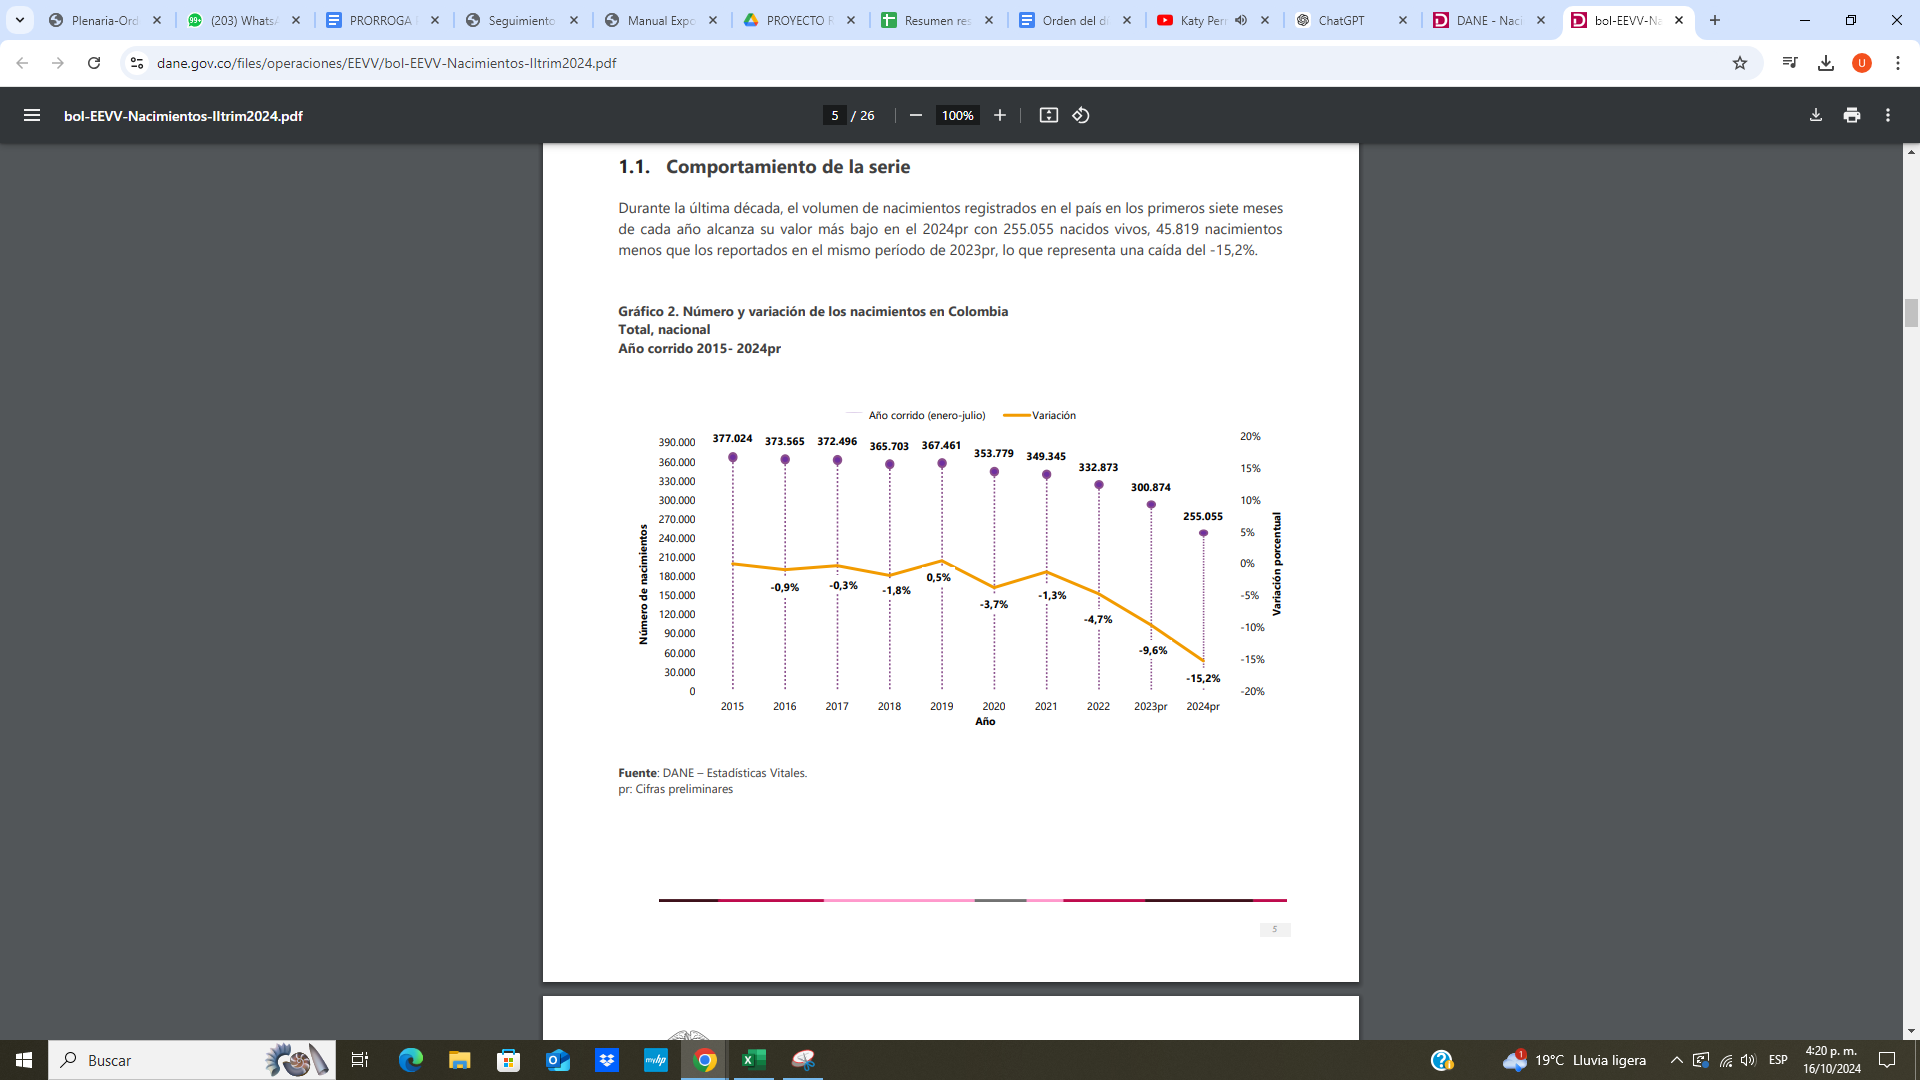 Plenaria-Ord
(203) WhatsA
PRORROGA
Seguimiento
Manual Expo
PROYECTO R
Resumen res
Orden del dí
Katy Perr
ChatGPT
DANE - Naci
bol-EEVV-Na
dane.gov.co/files/operaciones/EEVV/bol-EEVV-Nacimientos-IItrim2024.pdf
U
bol-EEVV-Nacimientos-IItrim2024.pdf
5 / 26
100%
1.1. Comportamiento de la serie
Durante la última década, el volumen de nacimientos registrados en el país en los primeros siete meses
de cada año alcanza su valor más bajo en el 2024pr con 255.055 nacidos vivos, 45.819 nacimientos
menos que los reportados en el mismo período de 2023pr, lo que representa una caída del -15,2%.
Gráfico 2. Número y variación de los nacimientos en Colombia
Total, nacional
Año corrido 2015- 2024pr
Año corrido (enero-julio) Variación
377.024 373.565 372.496 365.703 367.461 353.779 349.345 332.873 300.874 255.055
390.000
360.000
330.000
300.000
270.000
240.000
210.000
180.000
150.000
120.000
90.000
60.000
30.000
0
Número de nacimientos
-0,9% -0,3% -1,8% 0,5% -3,7% -1,3% -4,7% -9,6% -15,2%
20%
15%
10%
5%
0%
-5%
-10%
-15%
-20%
Variación porcentual
2015 2016 2017 2018 2019 2020 2021 2022 2023pr 2024pr
Año
Fuente: DANE – Estadísticas Vitales.
pr: Cifras preliminares
5
Buscar
myhp
1
19°C Lluvia ligera
ESP
4:20 p. m.
16/10/2024